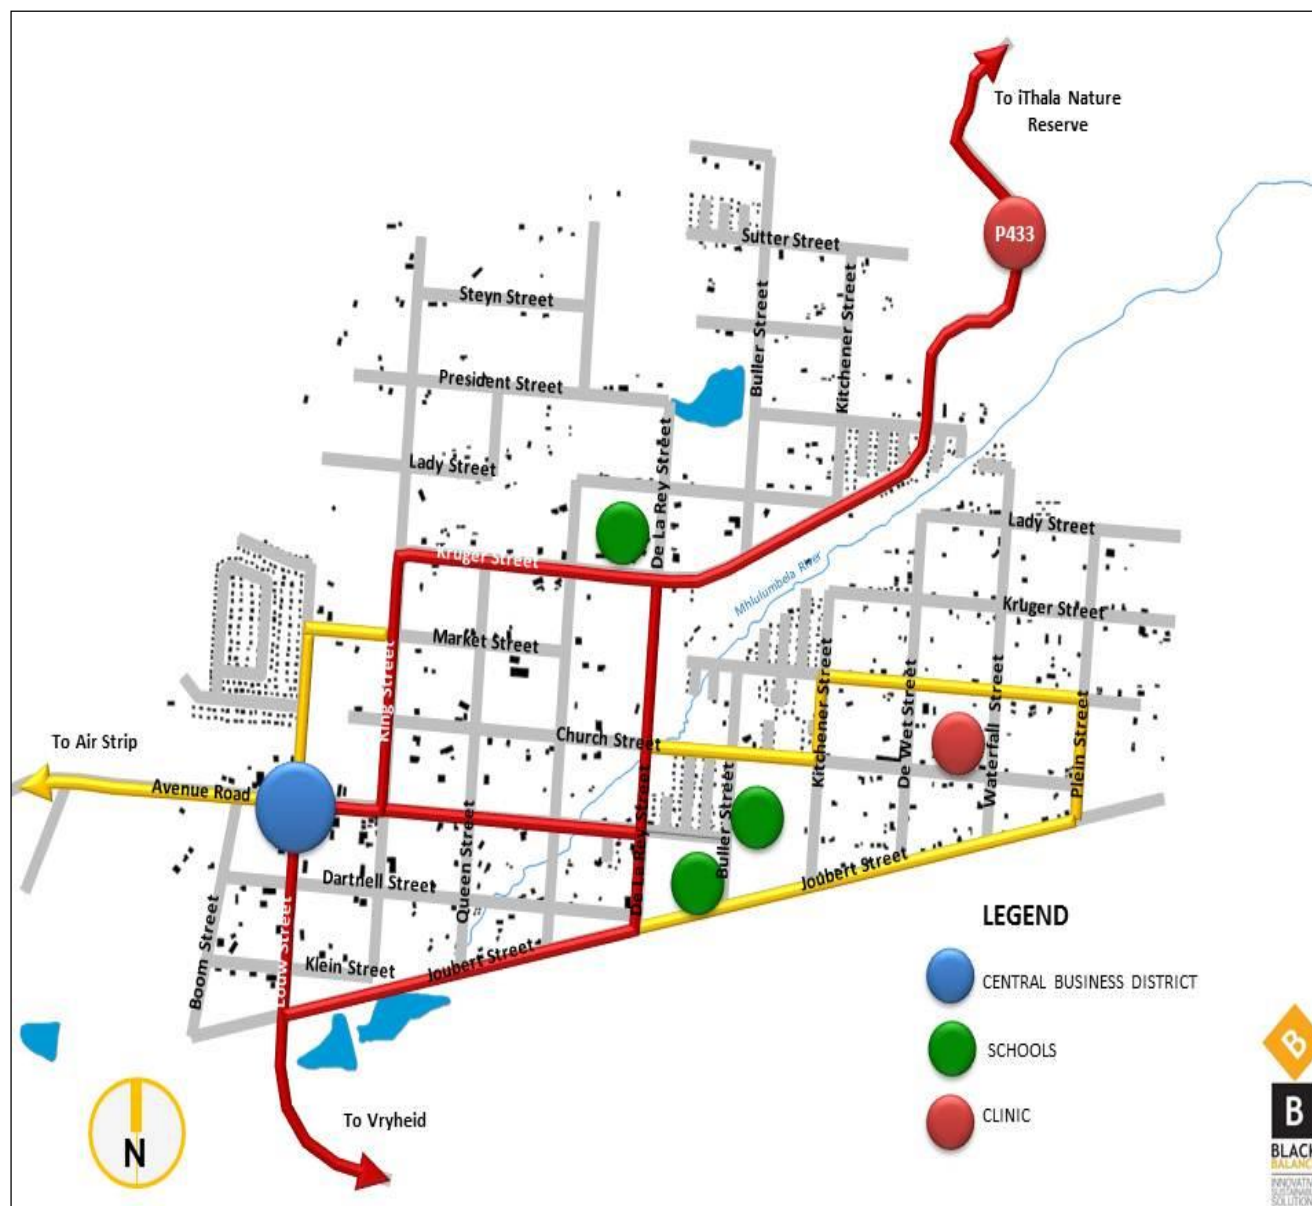 To iThala Nature
Reserve
P433
Sutter Street
Steyn Street
Buller Street
Kitchener Street
President Street
De La Rey Street
Lady Street
Lady Street
Kruger Street
Mhlulumbela River
Kruger Street
Market Street
King Street
Kitchener Street
De Wet Street
Waterfall Street
Plein Street
Church Street
To Air Strip
Avenue Road
De La Rey Street
Buller Street
Queen Street
Dartnell Street
Joubert Street
Boom Street
Louw Street
Klein Street
Joubert Street
LEGEND
CENTRAL BUSINESS DISTRICT
SCHOOLS
CLINIC
To Vryheid
N
B
B
BLACK
BALANC
INNOVATIV
SUSTAINAB
SOLUTION